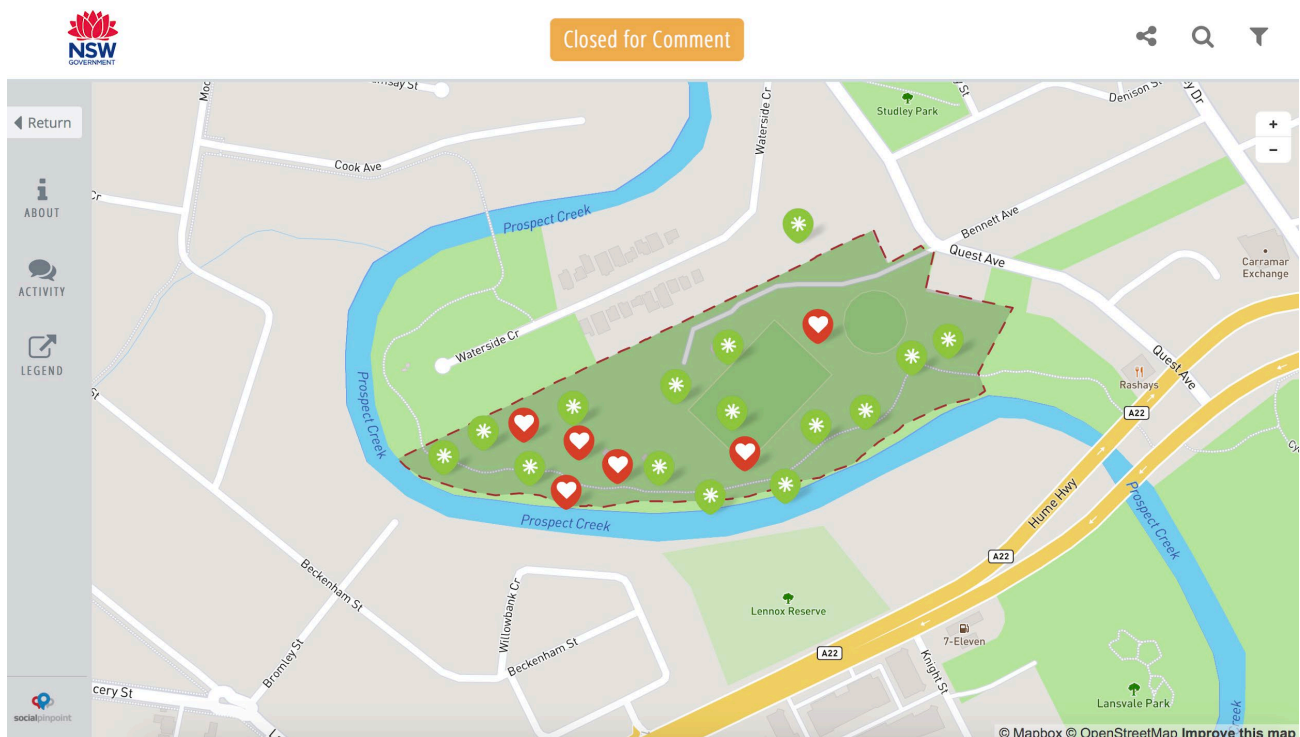 NSW
GOVERNMENT
Closed for Comment
Return
ABOUT
ACTIVITY
LEGEND
socialpinpoint
Cook Ave
Waterside Cr
Studley Park
Denison St
Prospect Creek
Bennett Ave
Quest Ave
Carramar
Exchange
Waterside Cr
Prospect Creek
Rashays
Quest Ave
A22
Hume Hwy
Prospect Creek
Prospect Creek
A22
Beckenham St
Willowbank Cr
Lennox Reserve
7-Eleven
A22
Knight St
Bromley St
Beckenham St
Lansvale Park
+
−
© Mapbox © OpenStreetMap Improve this map